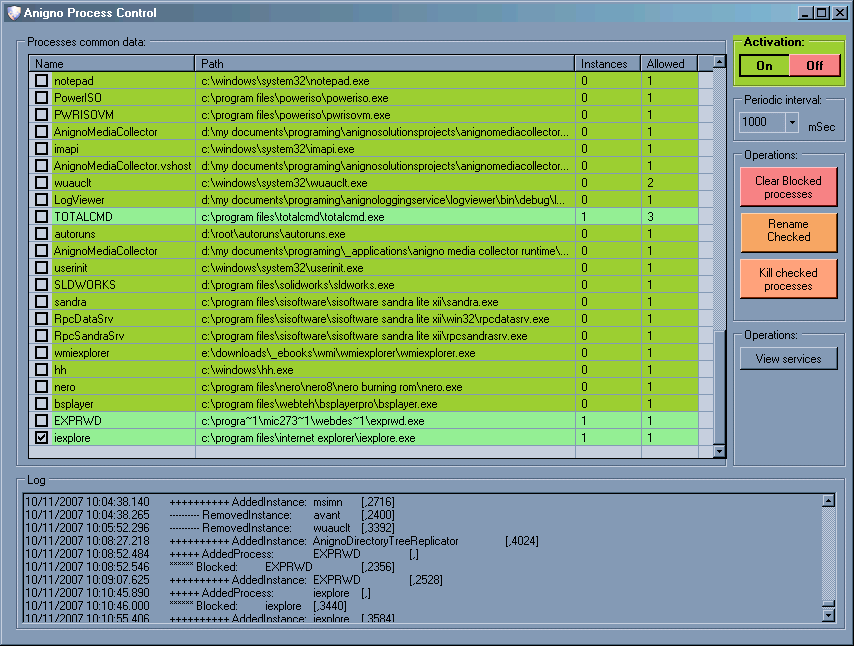 Anigno Process Control
Processes common data:
Name Path Instances Allowed
notepad c:\windows\system32\notepad.exe 0 1
PowerISO c:\program files\poweriso\poweriso.exe 0 1
PWRISOVM c:\program files\poweriso\pwrisovm.exe 0 1
AnignoMediaCollector d:\my documents\programing\anignosolutionsprojects\anignomediacollector... 0 1
imapi c:\windows\system32\imapi.exe 0 1
AnignoMediaCollector.vshost d:\my documents\programing\anignosolutionsprojects\anignomediacollector... 0 1
wuauclt c:\windows\system32\wuauclt.exe 0 2
LogViewer d:\my documents\programing\anignologgingservice\logviewer\bin\debug\l... 0 1
TOTALCMD c:\program files\totalcmd\totalcmd.exe 1 3
autoruns d:\root\autoruns\autoruns.exe 0 1
AnignoMediaCollector d:\my documents\programing\_applications\anigno media collector runtime\... 0 1
userinit c:\windows\system32\userinit.exe 0 1
SLDWORKS d:\program files\solidworks\sldworks.exe 0 1
sandra c:\program files\sisoftware\sisoftware sandra lite xii\sandra.exe 0 1
RpcDataSrv c:\program files\sisoftware\sisoftware sandra lite xii\win32\rpcdatasrv.exe 0 1
RpcSandraSrv c:\program files\sisoftware\sisoftware sandra lite xii\rpcsandrasrv.exe 0 1
wmiexplorer e:\downloads\_ebooks\wmi\wmiexplorer\wmiexplorer.exe 0 1
hh c:\windows\hh.exe 0 1
nero c:\program files\nero\nero8\nero burning rom\nero.exe 0 1
bsplayer c:\program files\webteh\bsplayerpro\bsplayer.exe 0 1
EXPRWD c:\progra~1\mic273~1\webdes~1\exprwd.exe 1 1
iexplore c:\program files\internet explorer\iexplore.exe 1 1
Activation:
On Off
Periodic interval:
1000 mSec
Operations:
Clear Blocked
processes
Rename
Checked
Kill checked
processes
Operations:
View services
Log
10/11/2007 10:04:38.140 ++++++++++ AddedInstance: msimn [,2716]
10/11/2007 10:04:38.265 ---------- RemovedInstance: avant [,2400]
10/11/2007 10:05:52.296 ---------- RemovedInstance: wuauclt [,3392]
10/11/2007 10:08:27.218 ++++++++++ AddedInstance: AnignoDirectoryTreeReplicator [,4024]
10/11/2007 10:08:52.484 +++++ AddedProcess: EXPRWD [,]
10/11/2007 10:08:52.546 ****** Blocked: EXPRWD [,2356]
10/11/2007 10:09:07.625 ++++++++++ AddedInstance: EXPRWD [,2528]
10/11/2007 10:10:45.890 +++++ AddedProcess: iexplore [,]
10/11/2007 10:10:46.000 ****** Blocked: iexplore [,3440]
10/11/2007 10:10:55.406 ++++++++++ AddedInstance: iexplore [,3584]